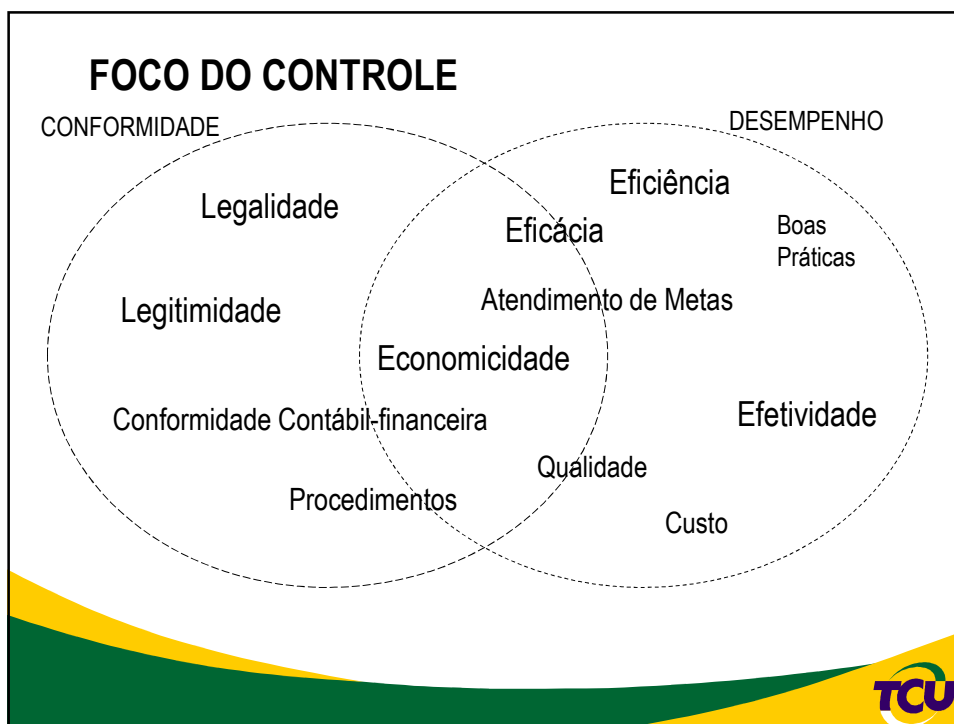 FOCO DO CONTROLE
CONFORMIDADE
DESEMPENHO
Eficiência
Legalidade
Eficácia
Boas
Práticas
Legitimidade
Atendimento de Metas
Economicidade
Conformidade Contábil-financeira
Efetividade
Qualidade
Procedimentos
Custo
TCU